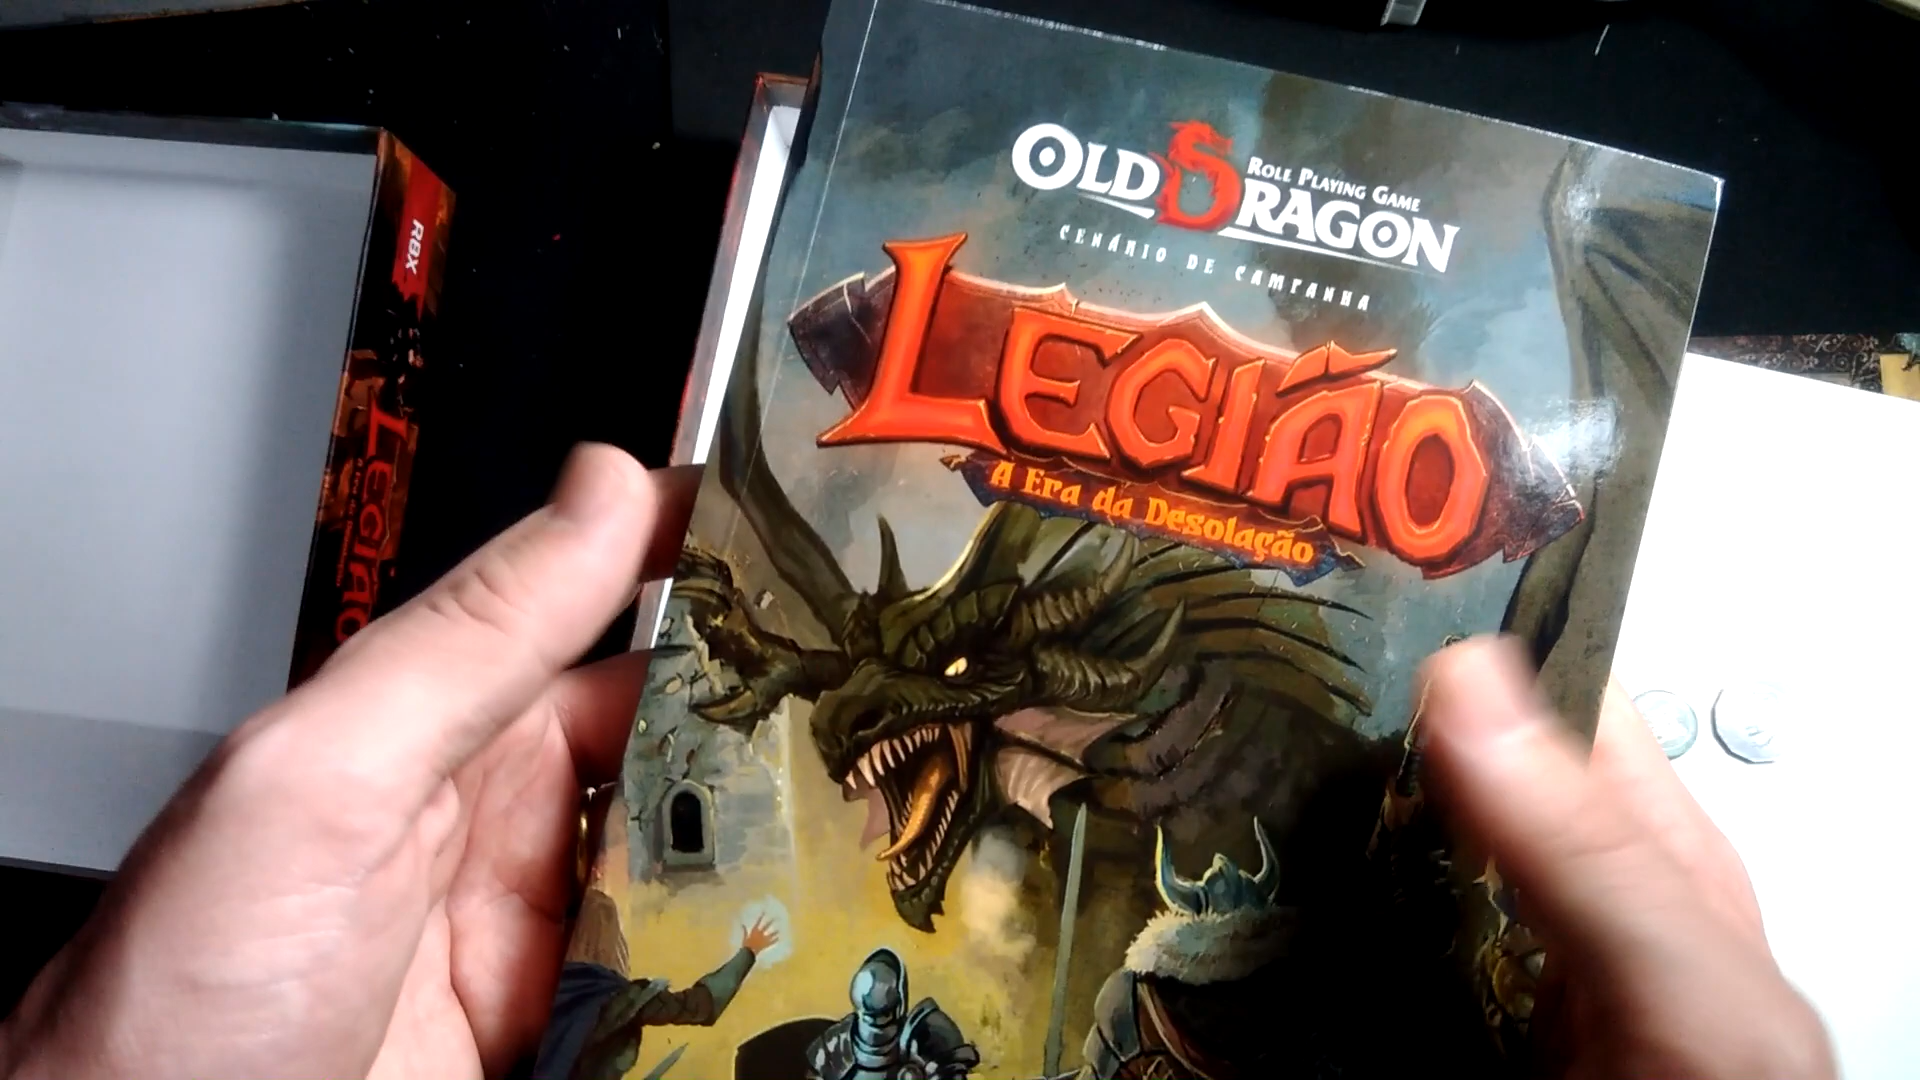 OLD DRAGON
ROLE PLAYING GAME
CENÁRIO DE CAMPANHA
LEGIÃO
A Era da Desolação
RBX
LEGIÃO